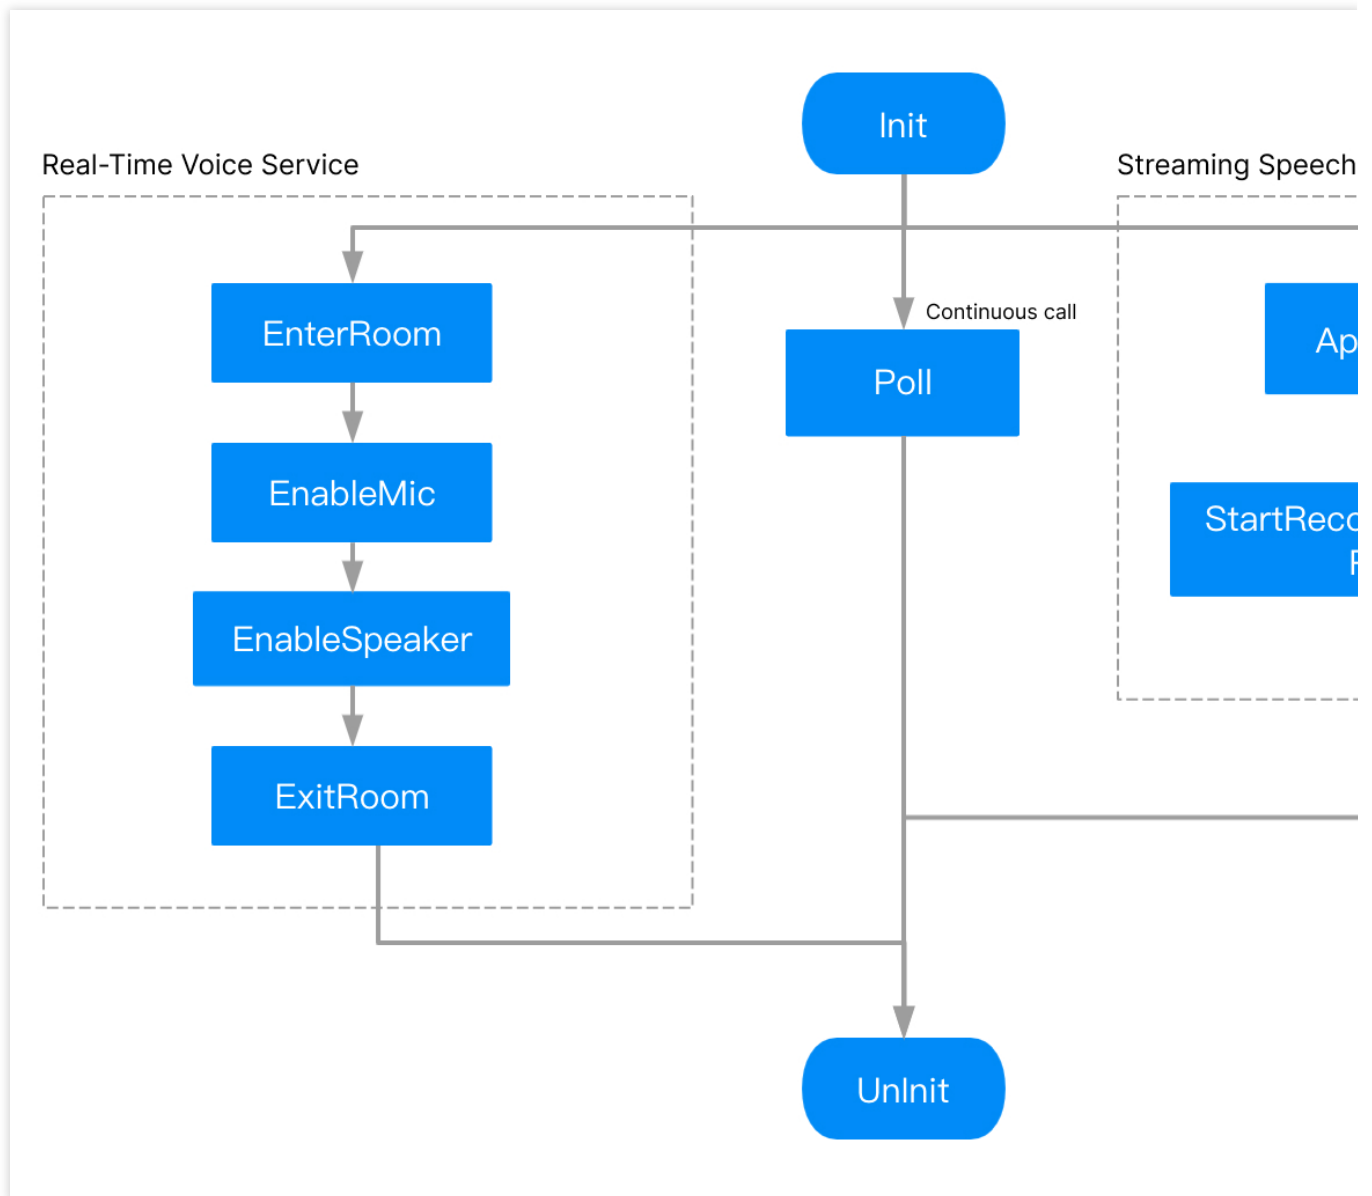 Init
Real-Time Voice Service
Streaming Speech
Continuous call
EnterRoom
Poll
EnableMic
EnableSpeaker
ExitRoom
UnInit